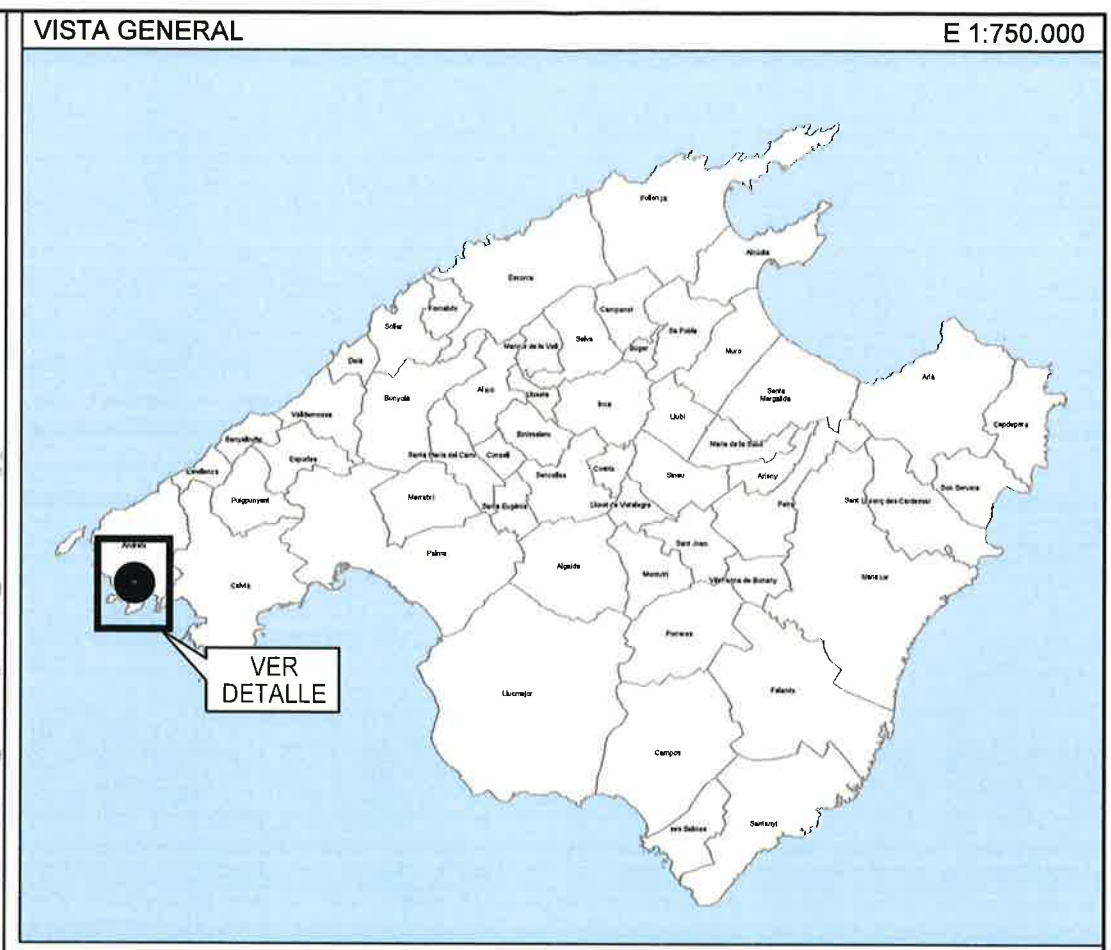 VISTA GENERAL
E 1:750.000
Pollença
Alcúdia
Escorca
Fornalutx
Campanet
Sóller
Selva
Sa Pobla
Mancor de la Vall
Búger
Muro
Deià
Artà
Alaró
Lloseta
Santa
Margalida
Bunyola
Inca
Llubí
Capdepera
Valldemossa
Binissalem
Banyalbufar
Maria de la Salut
Esporles
Santa Maria del Camí
Consell
Estellencs
Sencelles
Costitx
Sineu
Ariany
Son Servera
Puigpunyent
Marratxí
Santa Eugènia
Lloret de Vistalegre
Petra
Sant Llorenç des Cardassar
Andratx
Sant Joan
Palma
Algaida
Montuïri
Vilafranca de Bonany
Manacor
Calvià
Porreres
VER
DETALLE
Llucmajor
Felanitx
Campos
ses Salines
Santanyí